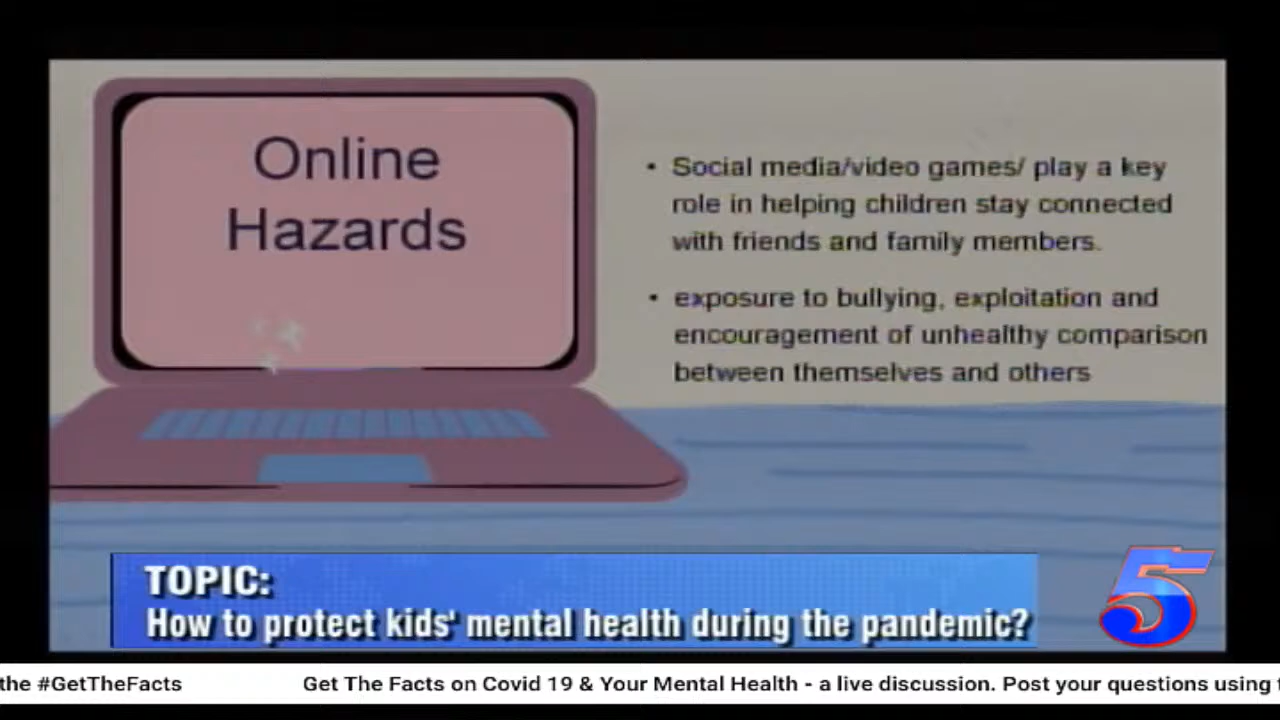 Online
Hazards
• Social media/video games/ play a key
role in helping children stay connected
with friends and family members.
• exposure to bullying, exploitation and
encouragement of unhealthy comparison
between themselves and others
TOPIC:
How to protect kids' mental health during the pandemic?
5
the #GetTheFacts Get The Facts on Covid 19 & Your Mental Health - a live discussion. Post your questions using